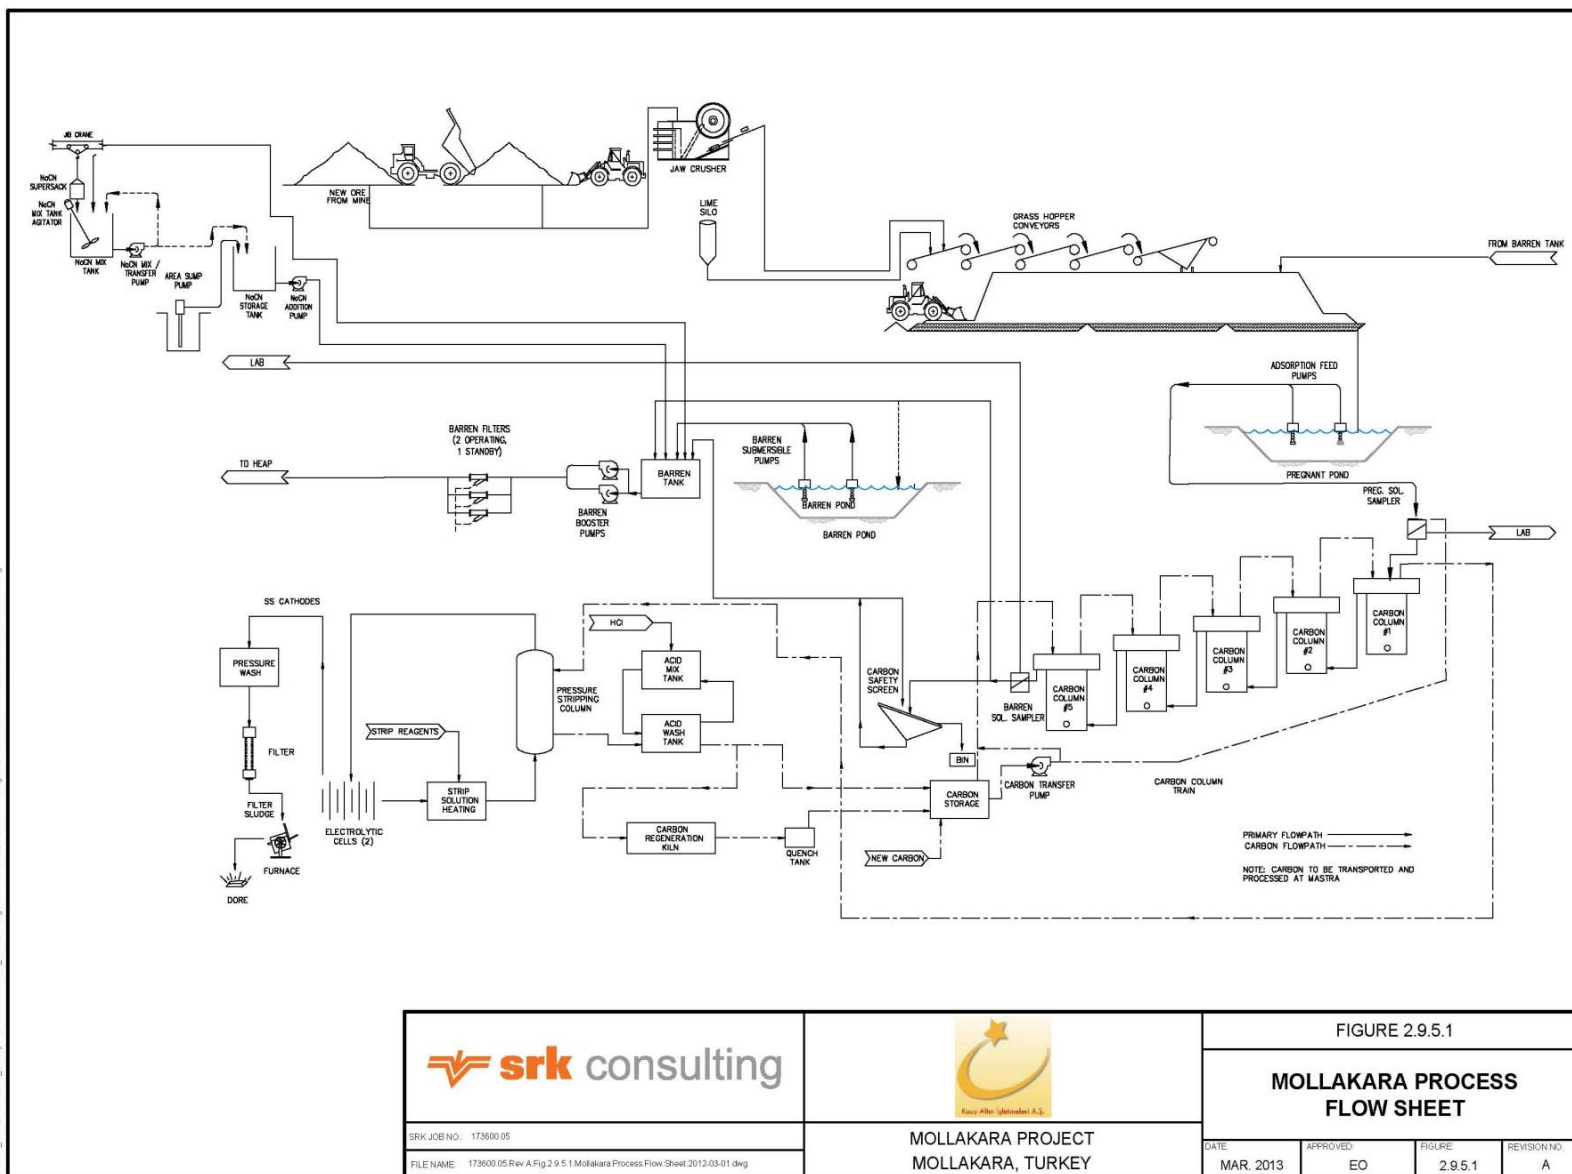 JIB CRANE
NaCN
SUPERSACK
NaCN
MIX TANK
AGITATOR
NaCN MIX
TANK
NaCN MIX /
TRANSFER
PUMP
AREA SUMP
PUMP
NaCN
STORAGE
TANK
NaCN
ADDITION
PUMP
NEW ORE
FROM MINE
JAW CRUSHER
LIME
SILO
GRASS HOPPER
CONVEYORS
FROM BARREN TANK
LAB
ADSORPTION FEED
PUMPS
PREGNANT POND
PREG. SOL.
SAMPLER
LAB
BARREN FILTERS
(2 OPERATING,
1 STANDBY)
TO HEAP
BARREN
BOOSTER
PUMPS
BARREN
TANK
BARREN
SUBMERSIBLE
PUMPS
BARREN POND
BARREN POND
SS CATHODES
PRESSURE
WASH
FILTER
FILTER
SLUDGE
FURNACE
DORE
ELECTROLYTIC
CELLS (2)
STRIP REAGENTS
STRIP
SOLUTION
HEATING
PRESSURE
STRIPPING
COLUMN
HCl
ACID
MIX
TANK
ACID
WASH
TANK
CARBON
REGENERATION
KILN
QUENCH
TANK
CARBON
SAFETY
SCREEN
BIN
BARREN
SOL. SAMPLER
CARBON
STORAGE
NEW CARBON
CARBON TRANSFER
PUMP
CARBON
COLUMN
#5
CARBON
COLUMN
#4
CARBON
COLUMN
#3
CARBON
COLUMN
#2
CARBON
COLUMN
#1
CARBON COLUMN
TRAIN
PRIMARY FLOWPATH
CARBON FLOWPATH
NOTE: CARBON TO BE TRANSPORTED AND
PROCESSED AT MASTRA
srk consulting
SRK JOB NO.: 173600.05
FILE NAME: 173600.05.Rev.A.Fig.2.9.5.1.Mollakara.Process.Flow.Sheet.2012-03-01.dwg
Koza Altın İşletmeleri A.Ş.
MOLLAKARA PROJECT
MOLLAKARA, TURKEY
FIGURE 2.9.5.1
MOLLAKARA PROCESS
FLOW SHEET
DATE: MAR. 2013
APPROVED: EO
FIGURE: 2.9.5.1
REVISION NO. A